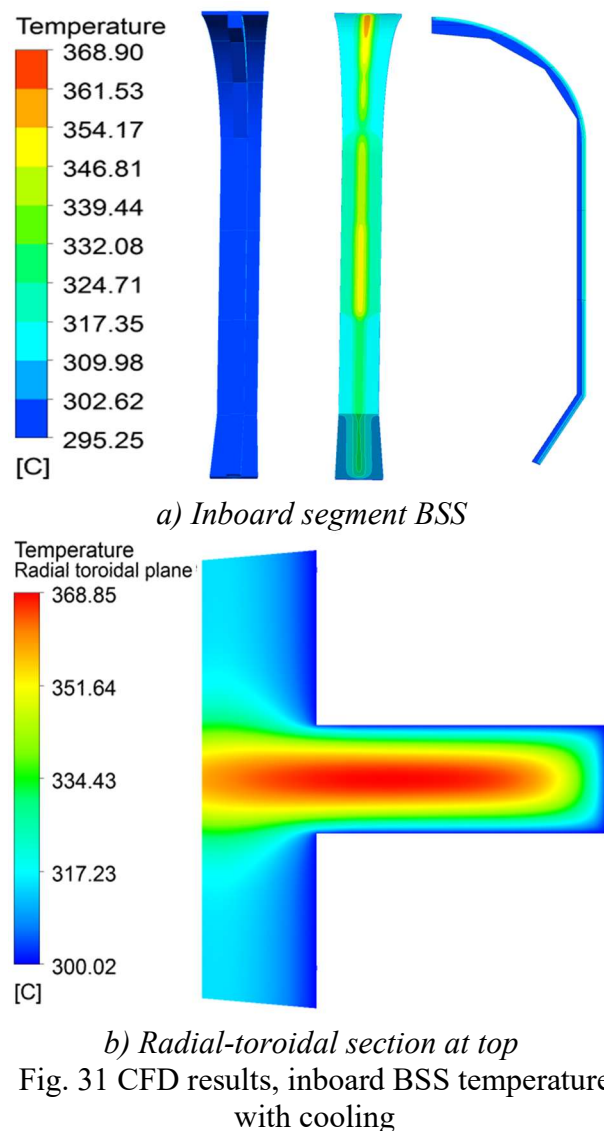 Temperature
368.90
361.53
354.17
346.81
339.44
332.08
324.71
317.35
309.98
302.62
295.25
[C]
a) Inboard segment BSS
Temperature
Radial toroidal plane
368.85
351.64
334.43
317.23
300.02
[C]
b) Radial-toroidal section at top
Fig. 31 CFD results, inboard BSS temperature
with cooling